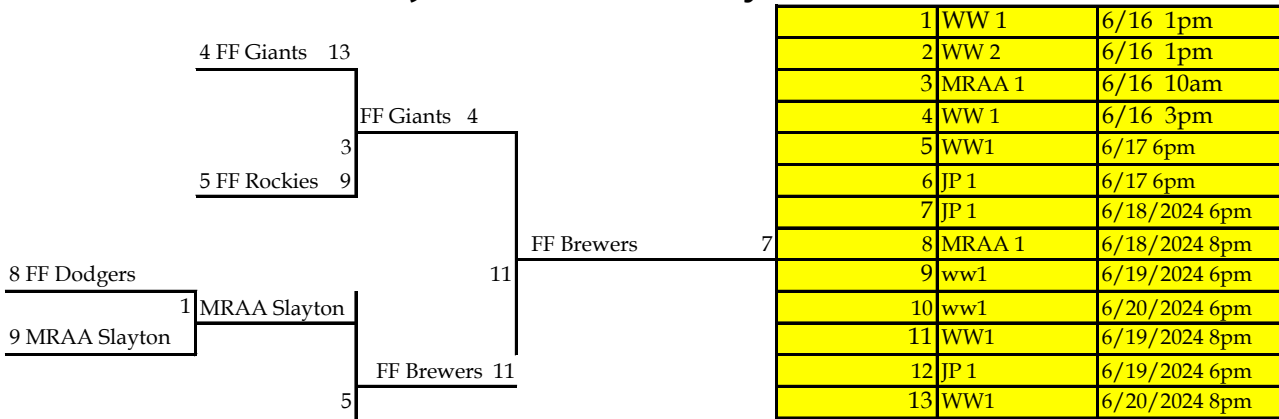 1 WW 1 6/16 1pm
4 FF Giants 13
2 WW 2 6/16 1pm
3 MRAA 1 6/16 10am
FF Giants 4
4 WW 1 6/16 3pm
3
5 WW1 6/17 6pm
5 FF Rockies 9
6 JP 1 6/17 6pm
7 JP 1 6/18/2024 6pm
FF Brewers 7
8 MRAA 1 6/18/2024 8pm
8 FF Dodgers
11
9 ww1 6/19/2024 6pm
1 MRAA Slayton
10 ww1 6/20/2024 6pm
9 MRAA Slayton
11 WW1 6/19/2024 8pm
FF Brewers 11
12 JP 1 6/19/2024 6pm
5
13 WW1 6/20/2024 8pm